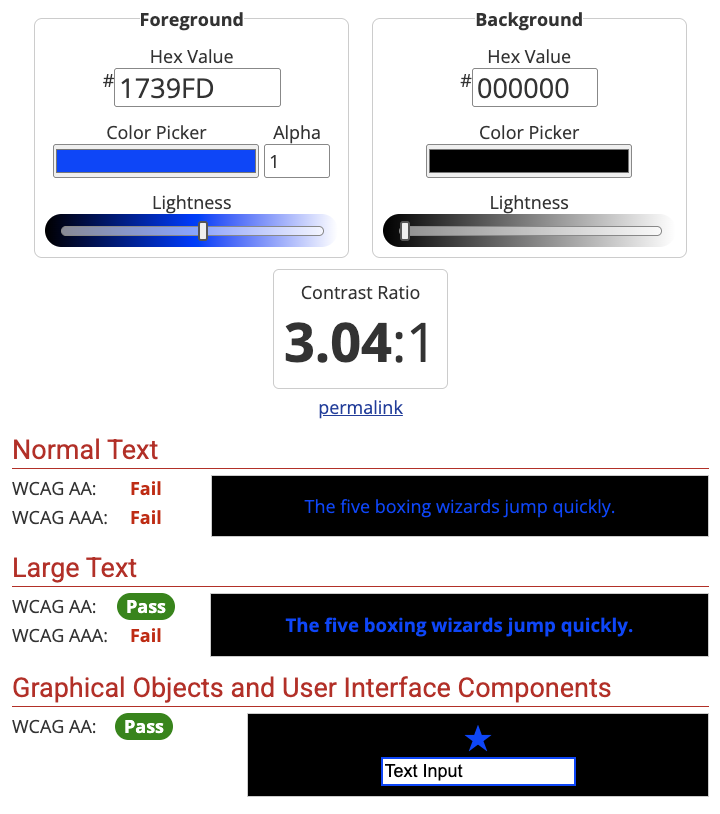 Foreground
Background
Hex Value
Hex Value
#1739FD
#000000
Color Picker
Alpha
Color Picker
1
Lightness
Lightness
Contrast Ratio
3.04:1
permalink
Normal Text
WCAG AA: Fail
WCAG AAA: Fail
The five boxing wizards jump quickly.
Large Text
WCAG AA: Pass
WCAG AAA: Fail
The five boxing wizards jump quickly.
Graphical Objects and User Interface Components
WCAG AA: Pass
Text Input